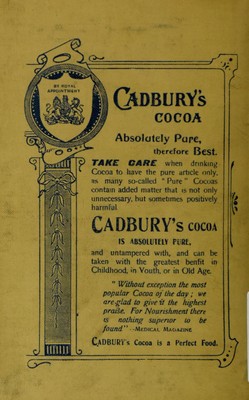 BY ROYAL
APPOINTMENT
CADBURY'S
COCOA
Absolutely Pure,
therefore Best.
TAKE CARE when drinking
Cocoa to have the pure article only,
as many so-called "Pure" Cocoas
contain added matter that is not only
unnecessary, but sometimes positively
harmful.
CADBURY's COCOA
IS ABSOLUTELY PURE,
and untampered with, and can be
taken with the greatest benfit in
Childhood, in Youth, or in Old Age.
"Without exception the most
popular Cocoa of the day; we
are glad to give it the highest
praise. For Nourishment there
is nothing superior to be
found"-MEDICAL MAGAZINE
CADBURY's Cocoa is a Perfect Food.